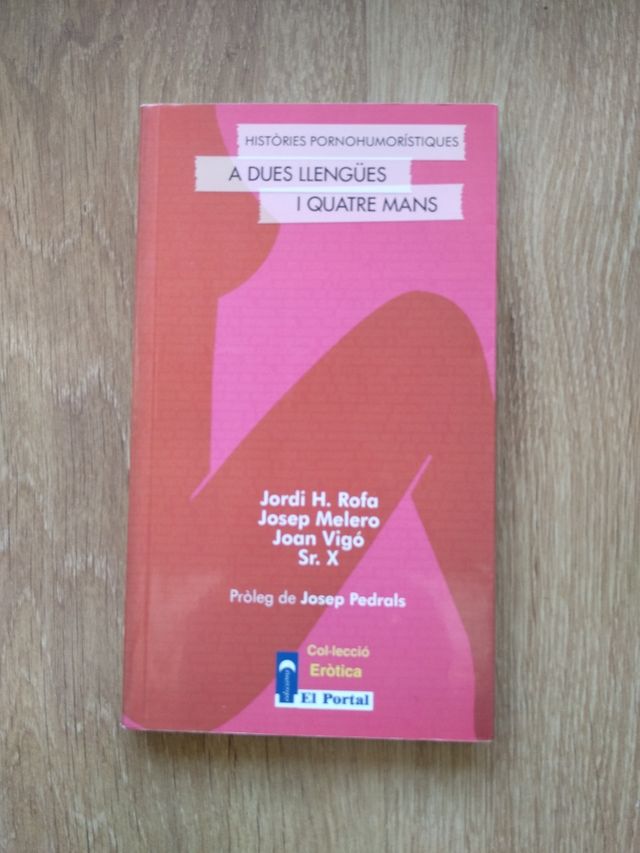 HISTÒRIES PORNOHUMORÍSTIQUES
A DUES LLENGÜES
I QUATRE MANS
Jordi H. Rofa
Josep Melero
Joan Vigó
Sr. X
Pròleg de Josep Pedrals
Col·lecció
Eròtica
El Portal